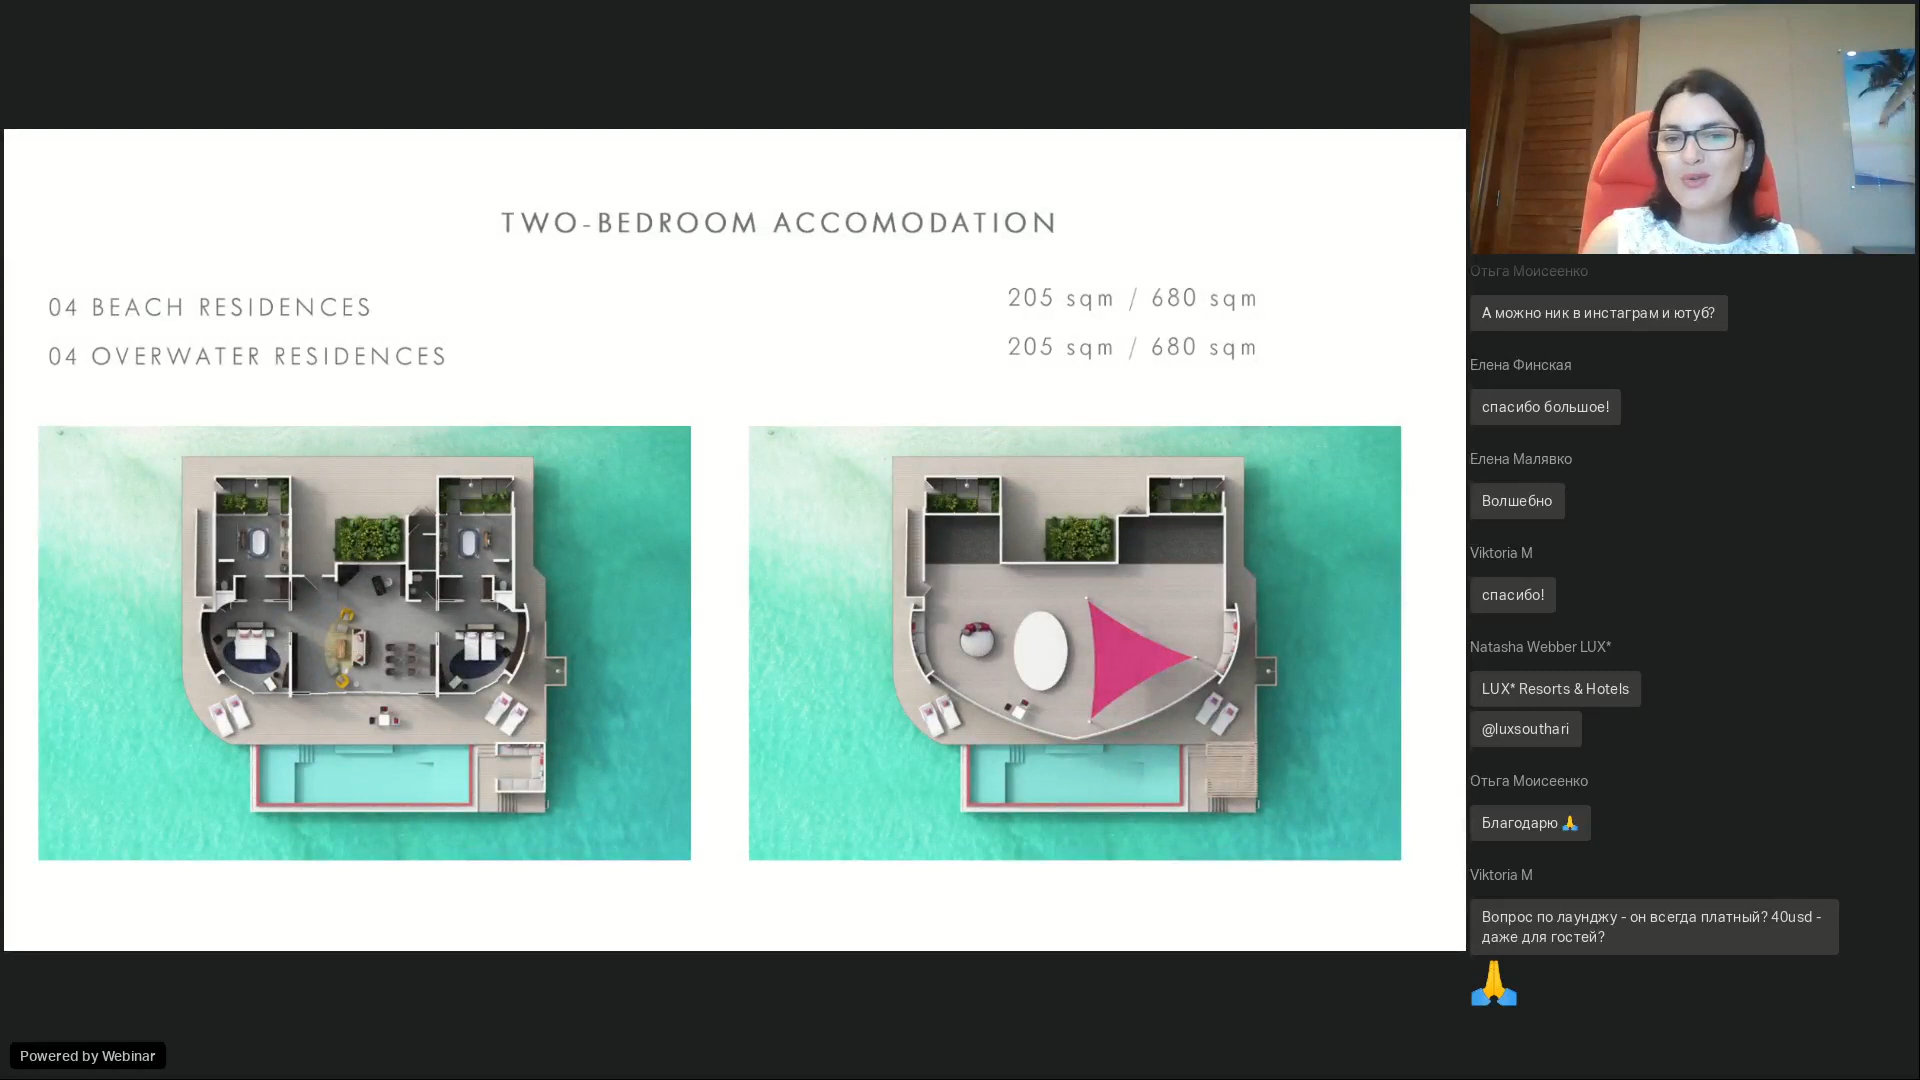 TWO-BEDROOM ACCOMODATION
04 BEACH RESIDENCES
205 sqm / 680 sqm
04 OVERWATER RESIDENCES
205 sqm / 680 sqm
Отьга Моисеенко
А можно ник в инстаграм и ютуб?
Елена Финская
спасибо большое!
Елена Малявко
Волшебно
Viktoria M
спасибо!
Natasha Webber LUX*
LUX* Resorts & Hotels
@luxsouthari
Отьга Моисеенко
Благодарю 🙏
Viktoria M
Вопрос по лаунджу - он всегда платный? 40usd -
даже для гостей?
🙏
Powered by Webinar